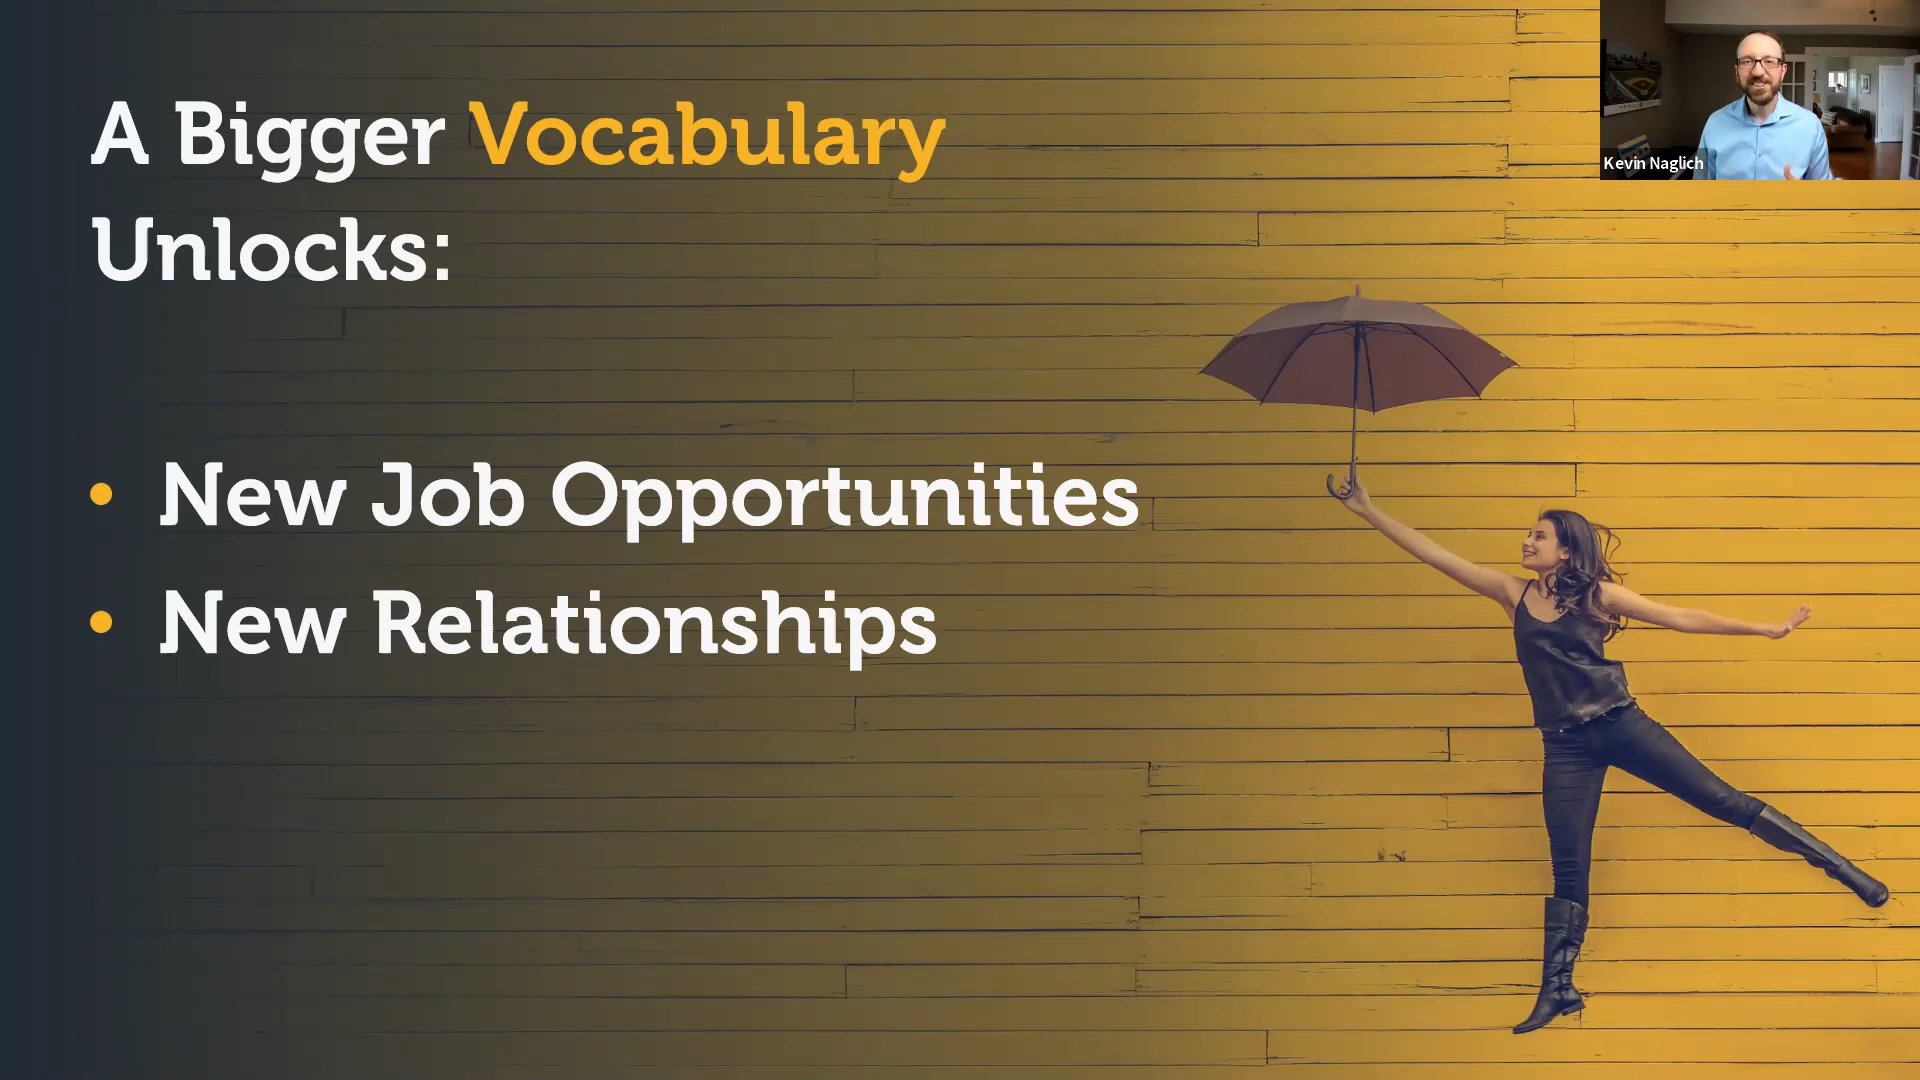 A Bigger Vocabulary
Unlocks:
• New Job Opportunities
• New Relationships
Kevin Naglich